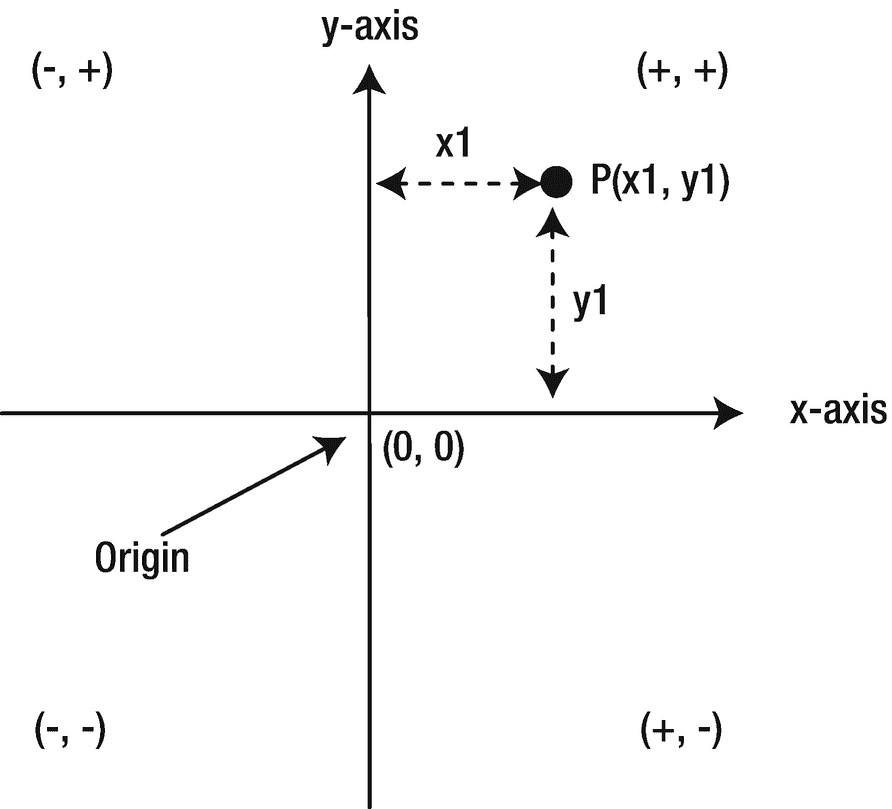 y-axis
(-, +)
(+, +)
x1
P(x1, y1)
y1
x-axis
(0, 0)
Origin
(-, -)
(+, -)